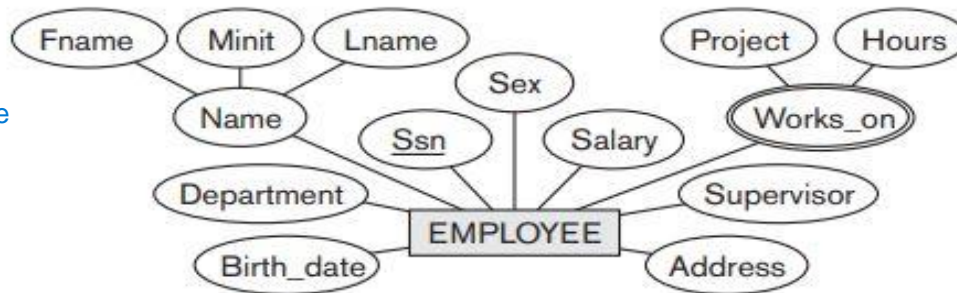 Fname Minit Lname Project Hours
Sex
e Name Ssn Salary Works_on
Department Supervisor
EMPLOYEE
Birth_date Address